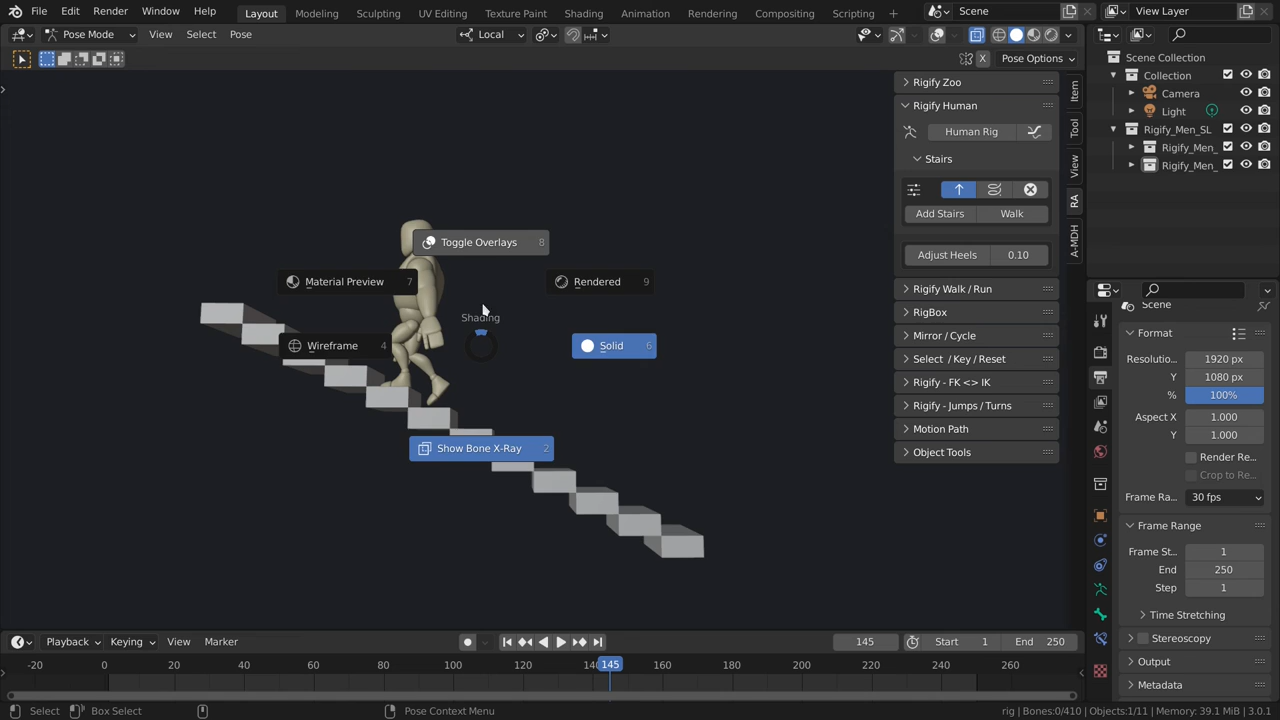 File Edit Render Window Help Layout Modeling Sculpting UV Editing Texture Paint Shading Animation Rendering Compositing Scripting Scene View Layer
Pose Mode View Select Pose Local
X Pose Options
Rigify Zoo
Rigify Human
Human Rig
Stairs
Add Stairs Walk
Adjust Heels 0.10
Rigify Walk / Run
RigBox
Mirror / Cycle
Select / Key / Reset
Rigify - FK <> IK
Rigify - Jumps / Turns
Motion Path
Object Tools
Item
Tool
View
RA
A-MDH
Toggle Overlays 8
Material Preview 7
Rendered 9
Shading
Wireframe 4
Solid 6
Show Bone X-Ray 2
Scene Collection
Collection
Camera
Light
Rigify_Men_SL
Rigify_Men_
Rigify_Men_
Scene
Format
Resolutio... 1920 px
Y 1080 px
% 100%
Aspect X 1.000
Y 1.000
Render Re...
Crop to Re...
Frame Ra... 30 fps
Frame Range
Frame St... 1
End 250
Step 1
Time Stretching
Stereoscopy
Output
Metadata
Playback Keying View Marker 145 Start 1 End 250
-20 0 20 40 60 80 100 120 140 145 160 180 200 220 240 260
Select Box Select Pose Context Menu rig | Bones:0/410 | Objects:1/11 | Memory: 39.1 MiB | 3.0.1